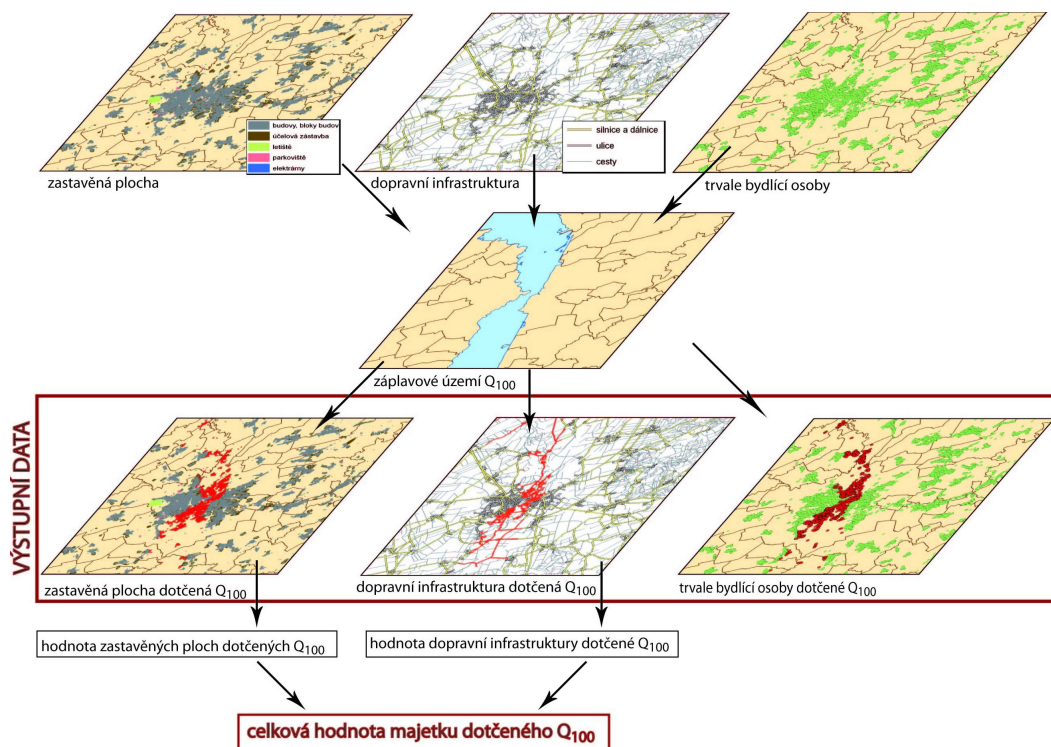 budovy, bloky budov
účelová zástavba
letiště
parkoviště
elektrárny
silnice a dálnice
ulice
cesty
zastavěná plocha
dopravní infrastruktura
trvale bydlící osoby
záplavové území Q100
VÝSTUPNÍ DATA
zastavěná plocha dotčená Q100
dopravní infrastruktura dotčená Q100
trvale bydlící osoby dotčené Q100
hodnota zastavěných ploch dotčených Q100
hodnota dopravní infrastruktury dotčené Q100
celková hodnota majetku dotčeného Q100